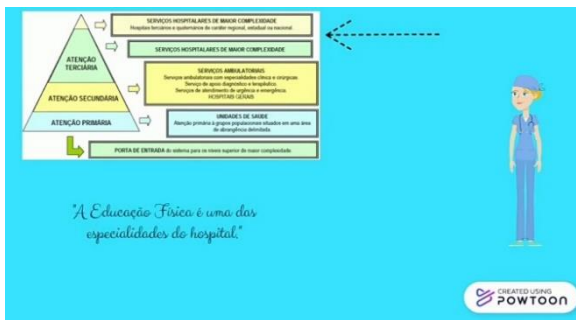 SERVIÇOS HOSPITALARES DE MAIOR COMPLEXIDADE
Hospitais terciários e quaternários de caráter regional, estadual ou nacional.
SERVIÇOS HOSPITALARES DE MAIOR COMPLEXIDADE
ATENÇÃO
TERCIÁRIA
SERVIÇOS AMBULATORIAIS
Serviços ambulatoriais com especialidades clínica e cirúrgicas
Serviço de apoio diagnóstico e terapêutico.
Serviços de atendimento de urgência e emergência.
HOSPITAIS GERAIS
ATENÇÃO SECUNDÁRIA
UNIDADES DE SAÚDE
Atenção primária à grupos populacionais situados em uma área
de abrangência delimitada.
ATENÇÃO PRIMÁRIA
PORTA DE ENTRADA do sistema para os níveis superior de maior complexidade.
"A Educação Física é uma das
especialidades do hospital."
CREATED USING
POWTOON